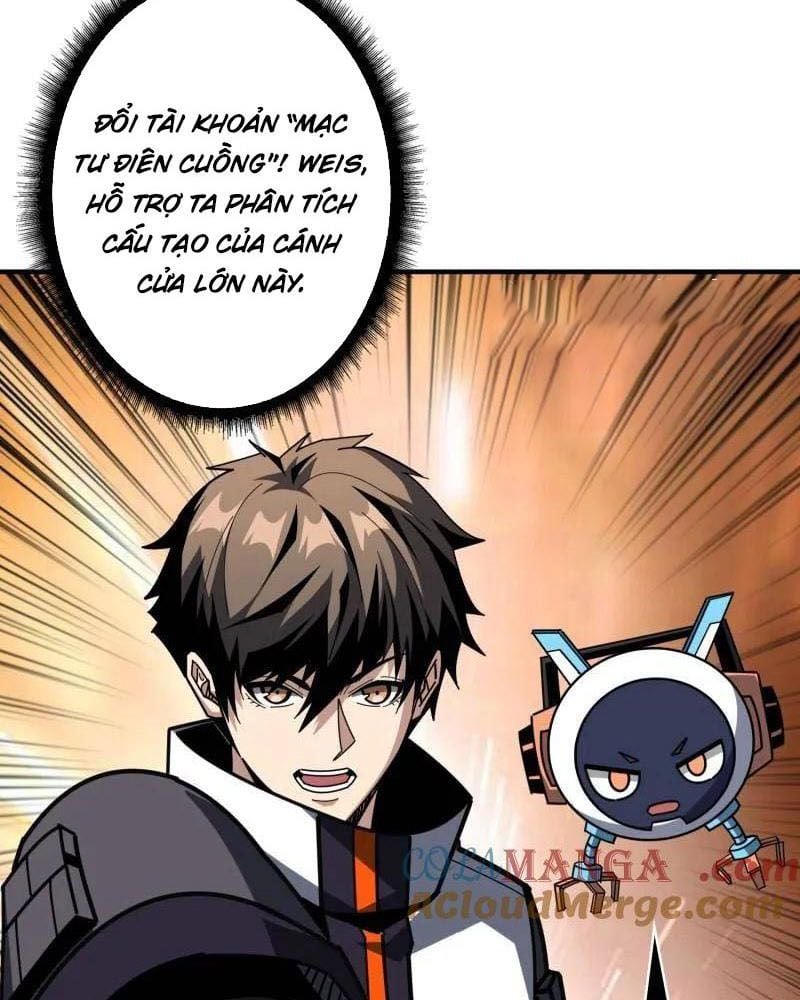 ĐỔI TÀI KHOẢN "MẠC
TƯ ĐIÊN CUỒNG"! WEIS,
HỖ TRỢ TA PHÂN TÍCH
CẤU TẠO CỦA CÁNH
CỬA LỚN NÀY.
COLAMANGA.com
ACloudMerge.com